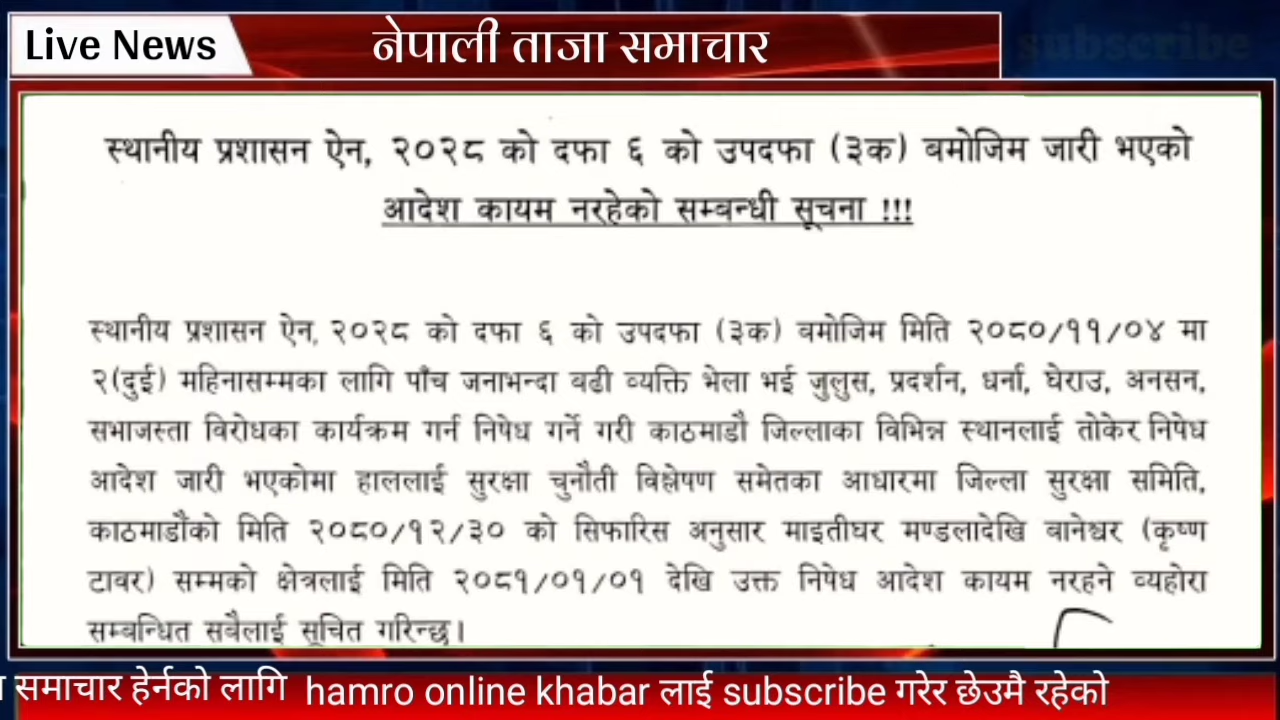 Live News
नेपाली ताजा समाचार
subscribe
स्थानीय प्रशासन ऐन, २०२८ को दफा ६ को उपदफा (३क) बमोजिम जारी भएको
आदेश कायम नरहेको सम्बन्धी सूचना !!!
स्थानीय प्रशासन ऐन, २०२८ को दफा ६ को उपदफा (३क) बमोजिम मिति २०८०/११/०४ मा
२(दुई) महिनासम्मका लागि पाँच जनाभन्दा बढी व्यक्ति भेला भई जुलुस, प्रदर्शन, धर्ना, घेराउ, अनसन,
सभाजस्ता विरोधका कार्यक्रम गर्न निषेध गर्ने गरी काठमाडौं जिल्लाका विभिन्न स्थानलाई तोकेर निषेध
आदेश जारी भएकोमा हाललाई सुरक्षा चुनौती विश्लेषण समेतका आधारमा जिल्ला सुरक्षा समिति,
काठमाडौंको मिति २०८०/१२/३० को सिफारिस अनुसार माइतीघर मण्डलादेखि बानेश्वर (कृष्ण
टावर) सम्मको क्षेत्रलाई मिति २०८१/०१/०१ देखि उक्त निषेध आदेश कायम नरहने व्यहोरा
सम्बन्धित सबैलाई सूचित गरिन्छ।
समाचार हेर्नको लागि hamro online khabar लाई subscribe गरेर छेउमै रहेको